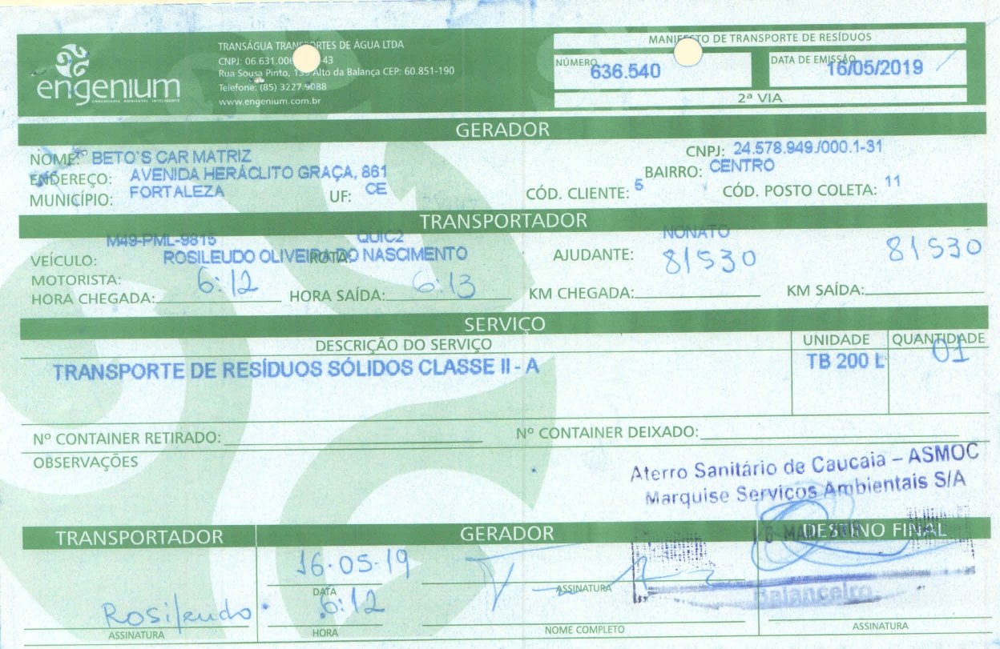 engenium
ENGENHARIA AMBIENTAL INTELIGENTE
TRANSÁGUA TRANSPORTES DE ÁGUA LTDA
CNPJ: 06.631.00 -43
Rua Sousa Pinto, Alto da Balança CEP: 60.851-190
Telefone: (85) 3227.9088
www.engenium.com.br
MANIFESTO DE TRANSPORTE DE RESÍDUOS
NÚMERO 636.540
DATA DE EMISSÃO 16/05/2019
2ª VIA
GERADOR
NOME: BETO'S CAR MATRIZ CNPJ: 24.578.949./000.1-31
ENDEREÇO: AVENIDA HERÁCLITO GRAÇA, 861 BAIRRO: CENTRO
MUNICÍPIO: FORTALEZA UF: CE CÓD. CLIENTE: 5 CÓD. POSTO COLETA: 11
TRANSPORTADOR
VEÍCULO: M49-PML-9815 ROTA: QUIC2 AJUDANTE: NONATO
MOTORISTA: ROSILEUDO OLIVEIRA DO NASCIMENTO
HORA CHEGADA: 6:12 HORA SAÍDA: 6:13 KM CHEGADA: 81530 KM SAÍDA: 81530
SERVIÇO
DESCRIÇÃO DO SERVIÇO UNIDADE QUANTIDADE
TRANSPORTE DE RESÍDUOS SÓLIDOS CLASSE II - A TB 200 L 01
Nº CONTAINER RETIRADO: Nº CONTAINER DEIXADO:
OBSERVAÇÕES
Aterro Sanitário de Caucaia – ASMOC
Marquise Serviços Ambientais S/A
TRANSPORTADOR GERADOR DESTINO FINAL
16-05-19
DATA ASSINATURA
6:12
Balanceiro
Rosileudo
ASSINATURA HORA NOME COMPLETO ASSINATURA